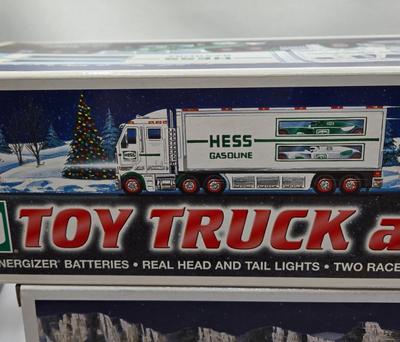 HESS
GASOLINE
TOY TRUCK a
NERGIZER BATTERIES • REAL HEAD AND TAIL LIGHTS • TWO RACE